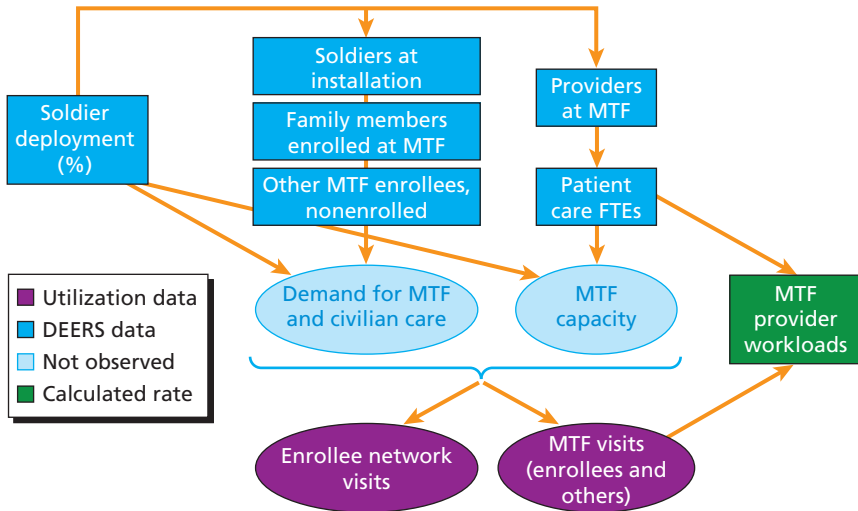 Soldiers at
installation
Providers
at MTF
Soldier
deployment
(%)
Family members
enrolled at MTF
Other MTF enrollees,
nonenrolled
Patient
care FTEs
Utilization data
DEERS data
Not observed
Calculated rate
Demand for MTF
and civilian care
MTF
capacity
MTF
provider
workloads
Enrollee network
visits
MTF visits
(enrollees and
others)